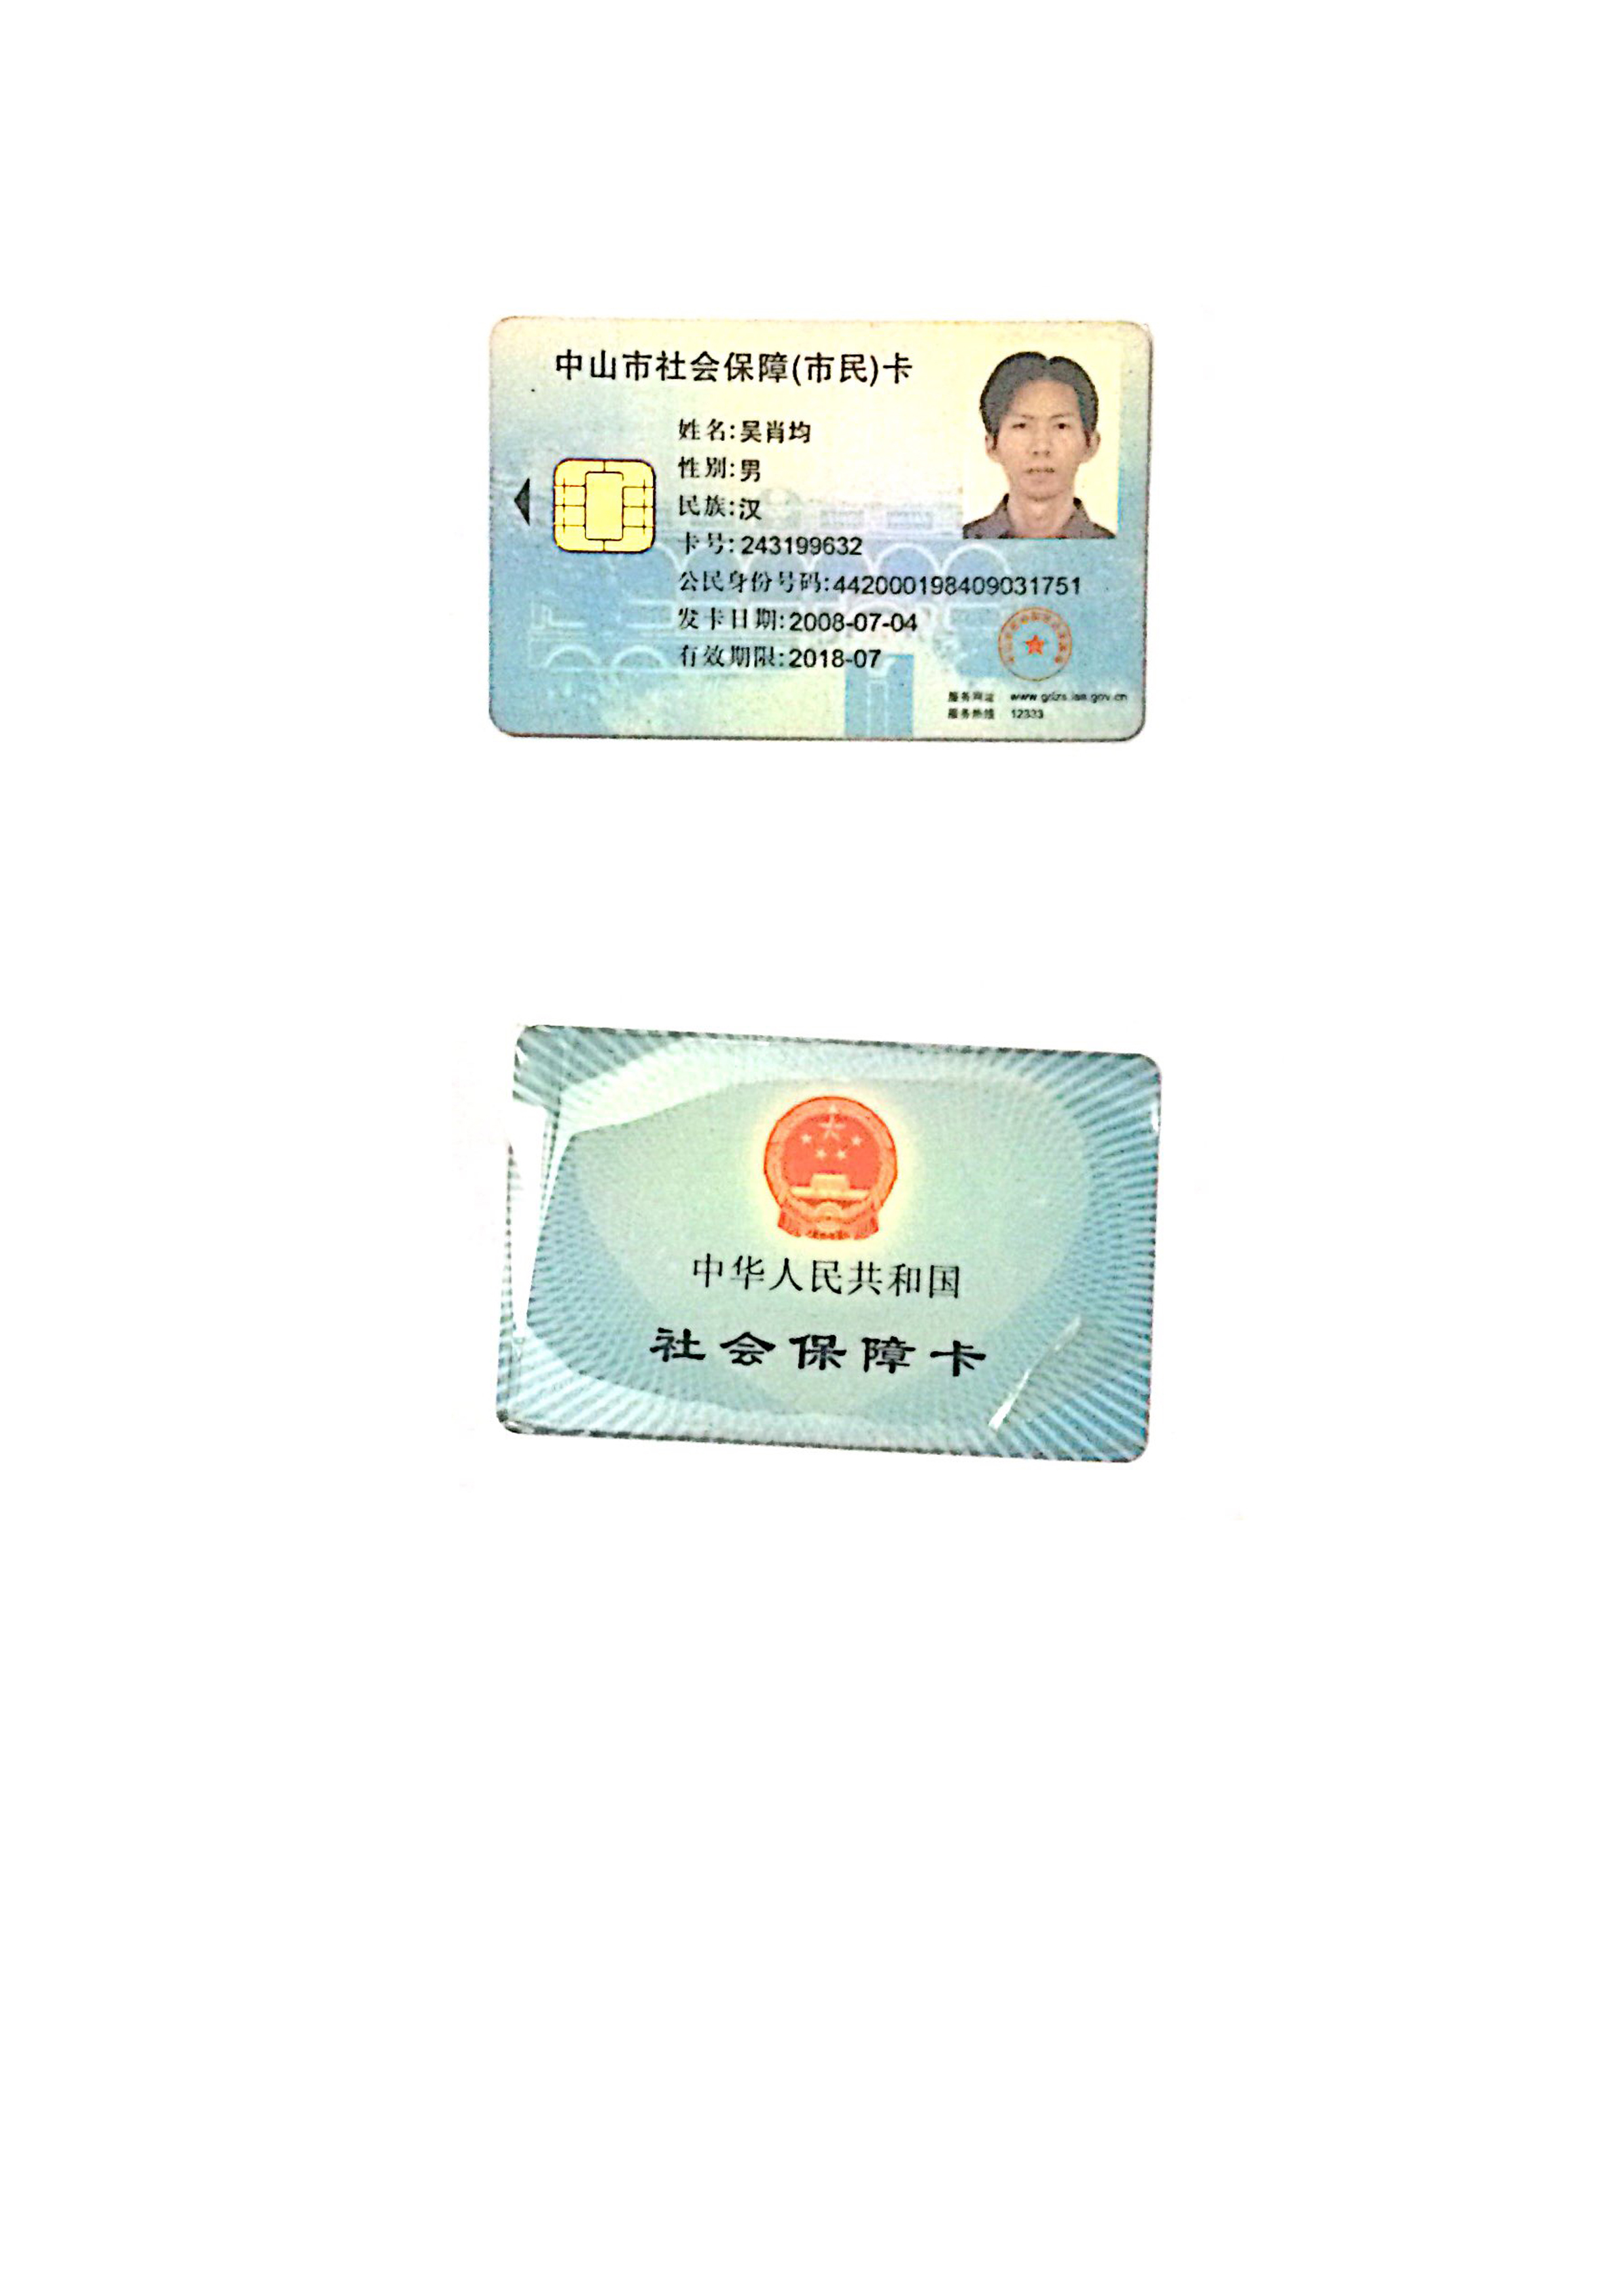 中山市社会保障(市民)卡
姓名:吴肖均
性别:男
民族:汉
卡号:243199632
公民身份号码:442000198409031751
发卡日期:2008-07-04
有效期限:2018-07
服务网址 www.gdzs.lss.gov.cn
服务热线 12333
中华人民共和国
社会保障卡